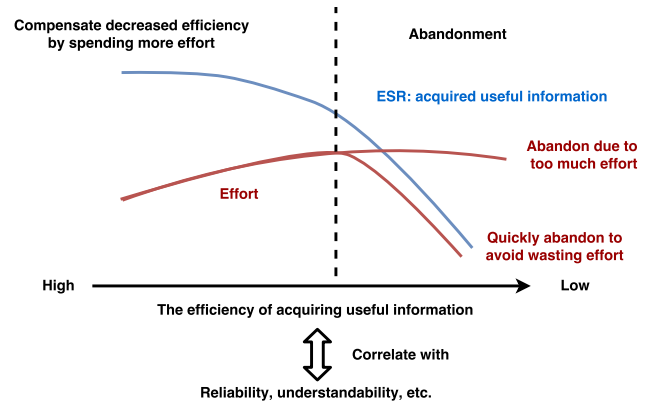 Compensate decreased efficiency
by spending more effort
Abandonment
ESR: acquired useful information
Abandon due to
too much effort
Effort
Quickly abandon to
avoid wasting effort
High
Low
The efficiency of acquiring useful information
Correlate with
Reliability, understandability, etc.